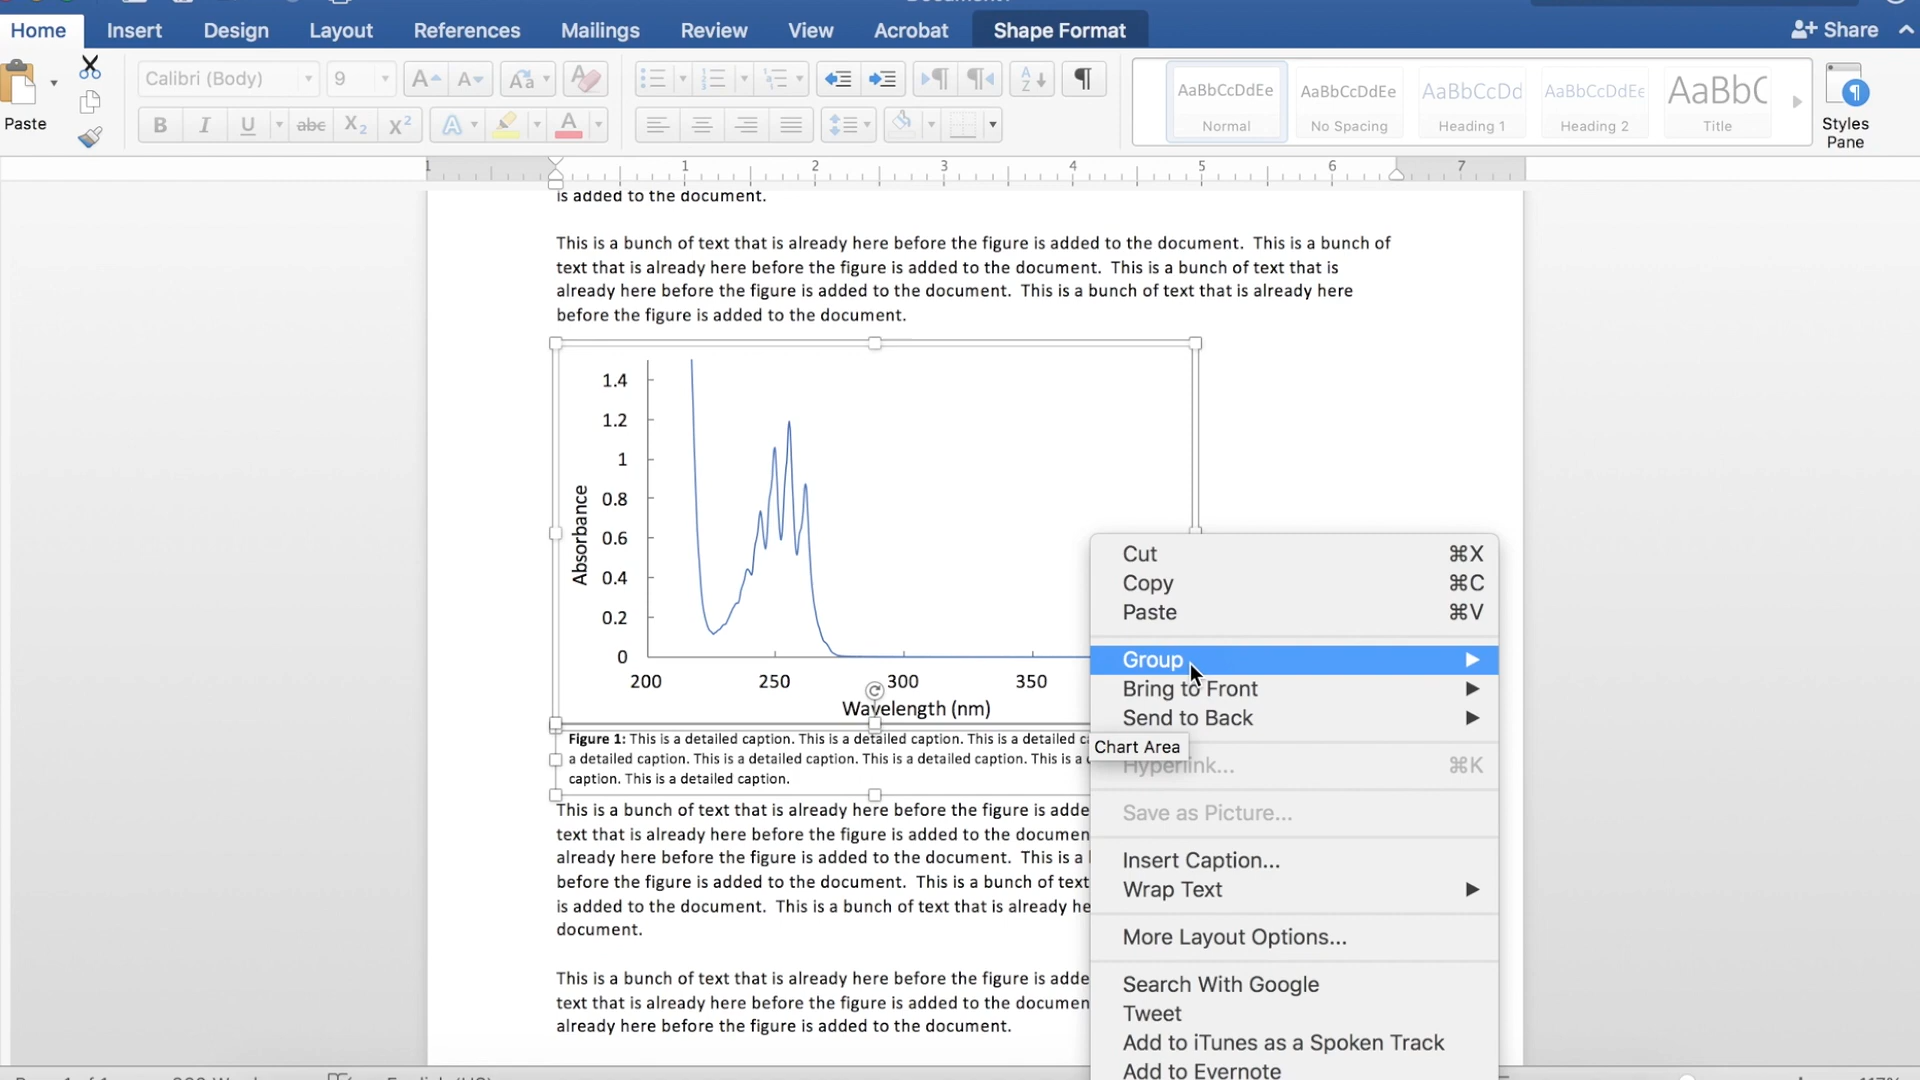 Home Insert Design Layout References Mailings Review View Acrobat Shape Format Share
Calibri (Body) 9
Paste
AaBbCcDdEe AaBbCcDdEe AaBbCcDd AaBbCcDdEe AaBbC
Normal No Spacing Heading 1 Heading 2 Title
Styles
Pane
1 1 2 3 4 5 6 7
is added to the document.
This is a bunch of text that is already here before the figure is added to the document. This is a bunch of
text that is already here before the figure is added to the document. This is a bunch of text that is
already here before the figure is added to the document. This is a bunch of text that is already here
before the figure is added to the document.
1.4
1.2
1
0.8
0.6
0.4
0.2
0
Absorbance
200 250 300 350
Wavelength (nm)
Figure 1: This is a detailed caption. This is a detailed caption. This is a detailed
a detailed caption. This is a detailed caption. This is a detailed caption. This is a
caption. This is a detailed caption.
This is a bunch of text that is already here before the figure is adde
text that is already here before the figure is added to the documen
already here before the figure is added to the document. This is a
before the figure is added to the document. This is a bunch of text
is added to the document. This is a bunch of text that is already he
document.
This is a bunch of text that is already here before the figure is adde
text that is already here before the figure is added to the documen
already here before the figure is added to the document.
Cut ⌘X
Copy ⌘C
Paste ⌘V
Group
Bring to Front
Send to Back
Chart Area
Hyperlink... ⌘K
Save as Picture...
Insert Caption...
Wrap Text
More Layout Options...
Search With Google
Tweet
Add to iTunes as a Spoken Track
Add to Evernote